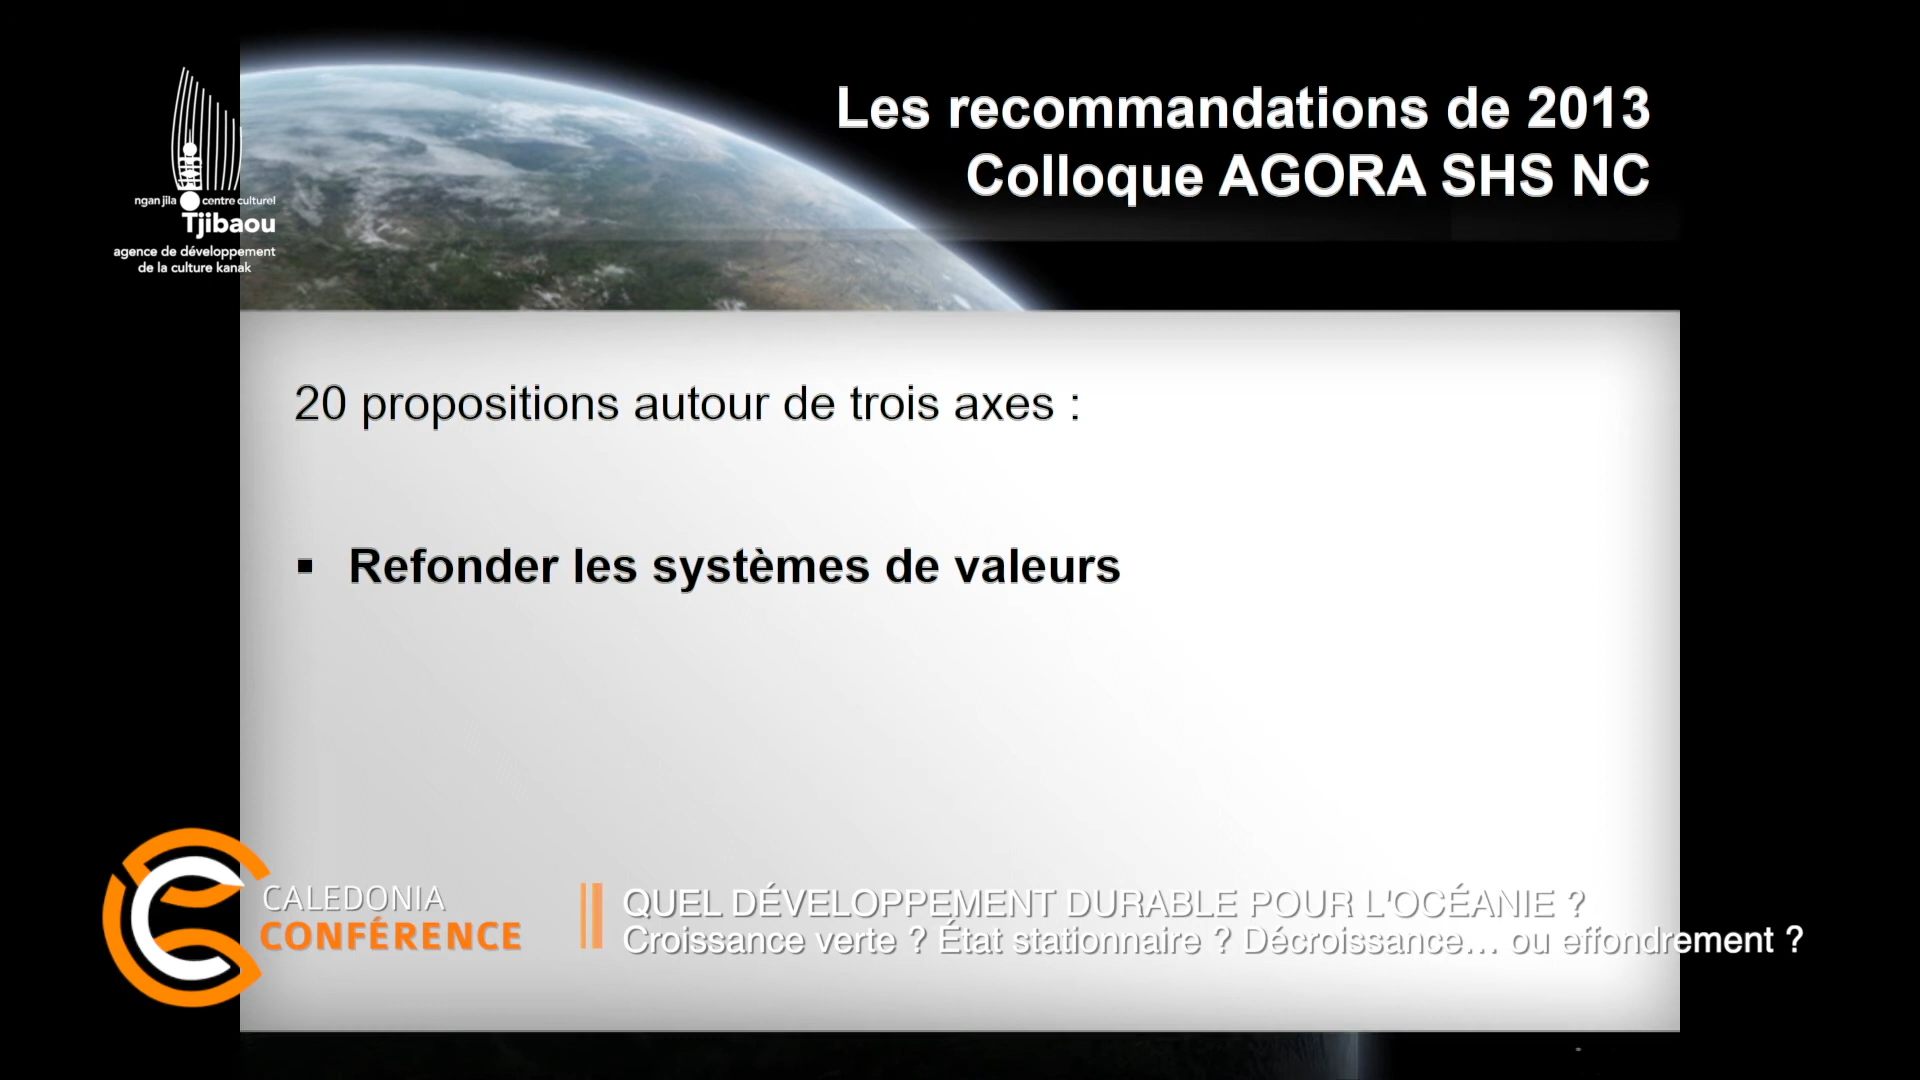 Les recommandations de 2013
Colloque AGORA SHS NC
ngan jila centre culturel
Tjibaou
agence de développement
de la culture kanak
20 propositions autour de trois axes :
▪ Refonder les systèmes de valeurs
CALEDONIA
CONFÉRENCE
QUEL DÉVELOPPEMENT DURABLE POUR L'OCÉANIE ?
Croissance verte ? État stationnaire ? Décroissance... ou effondrement ?